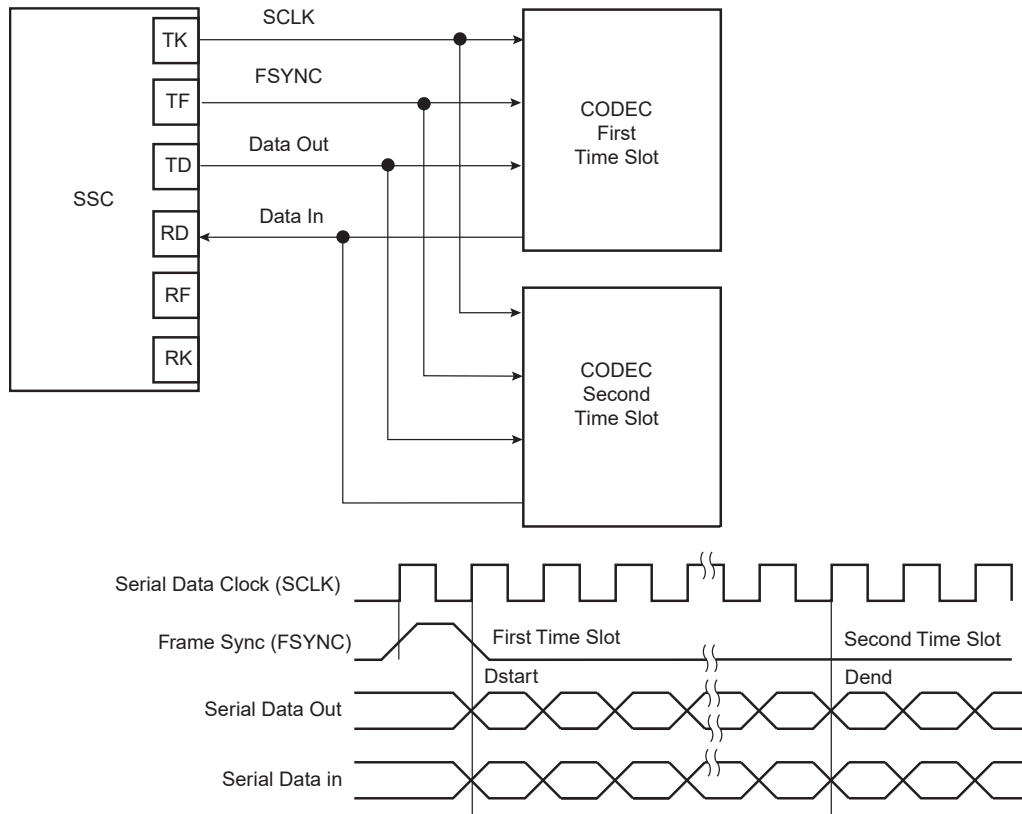 SCLK
TK
FSYNC
TF
CODEC
First
Time Slot
Data Out
TD
SSC
Data In
RD
RF
RK
CODEC
Second
Time Slot
Serial Data Clock (SCLK)
Frame Sync (FSYNC)
First Time Slot
Second Time Slot
Dstart
Dend
Serial Data Out
Serial Data in